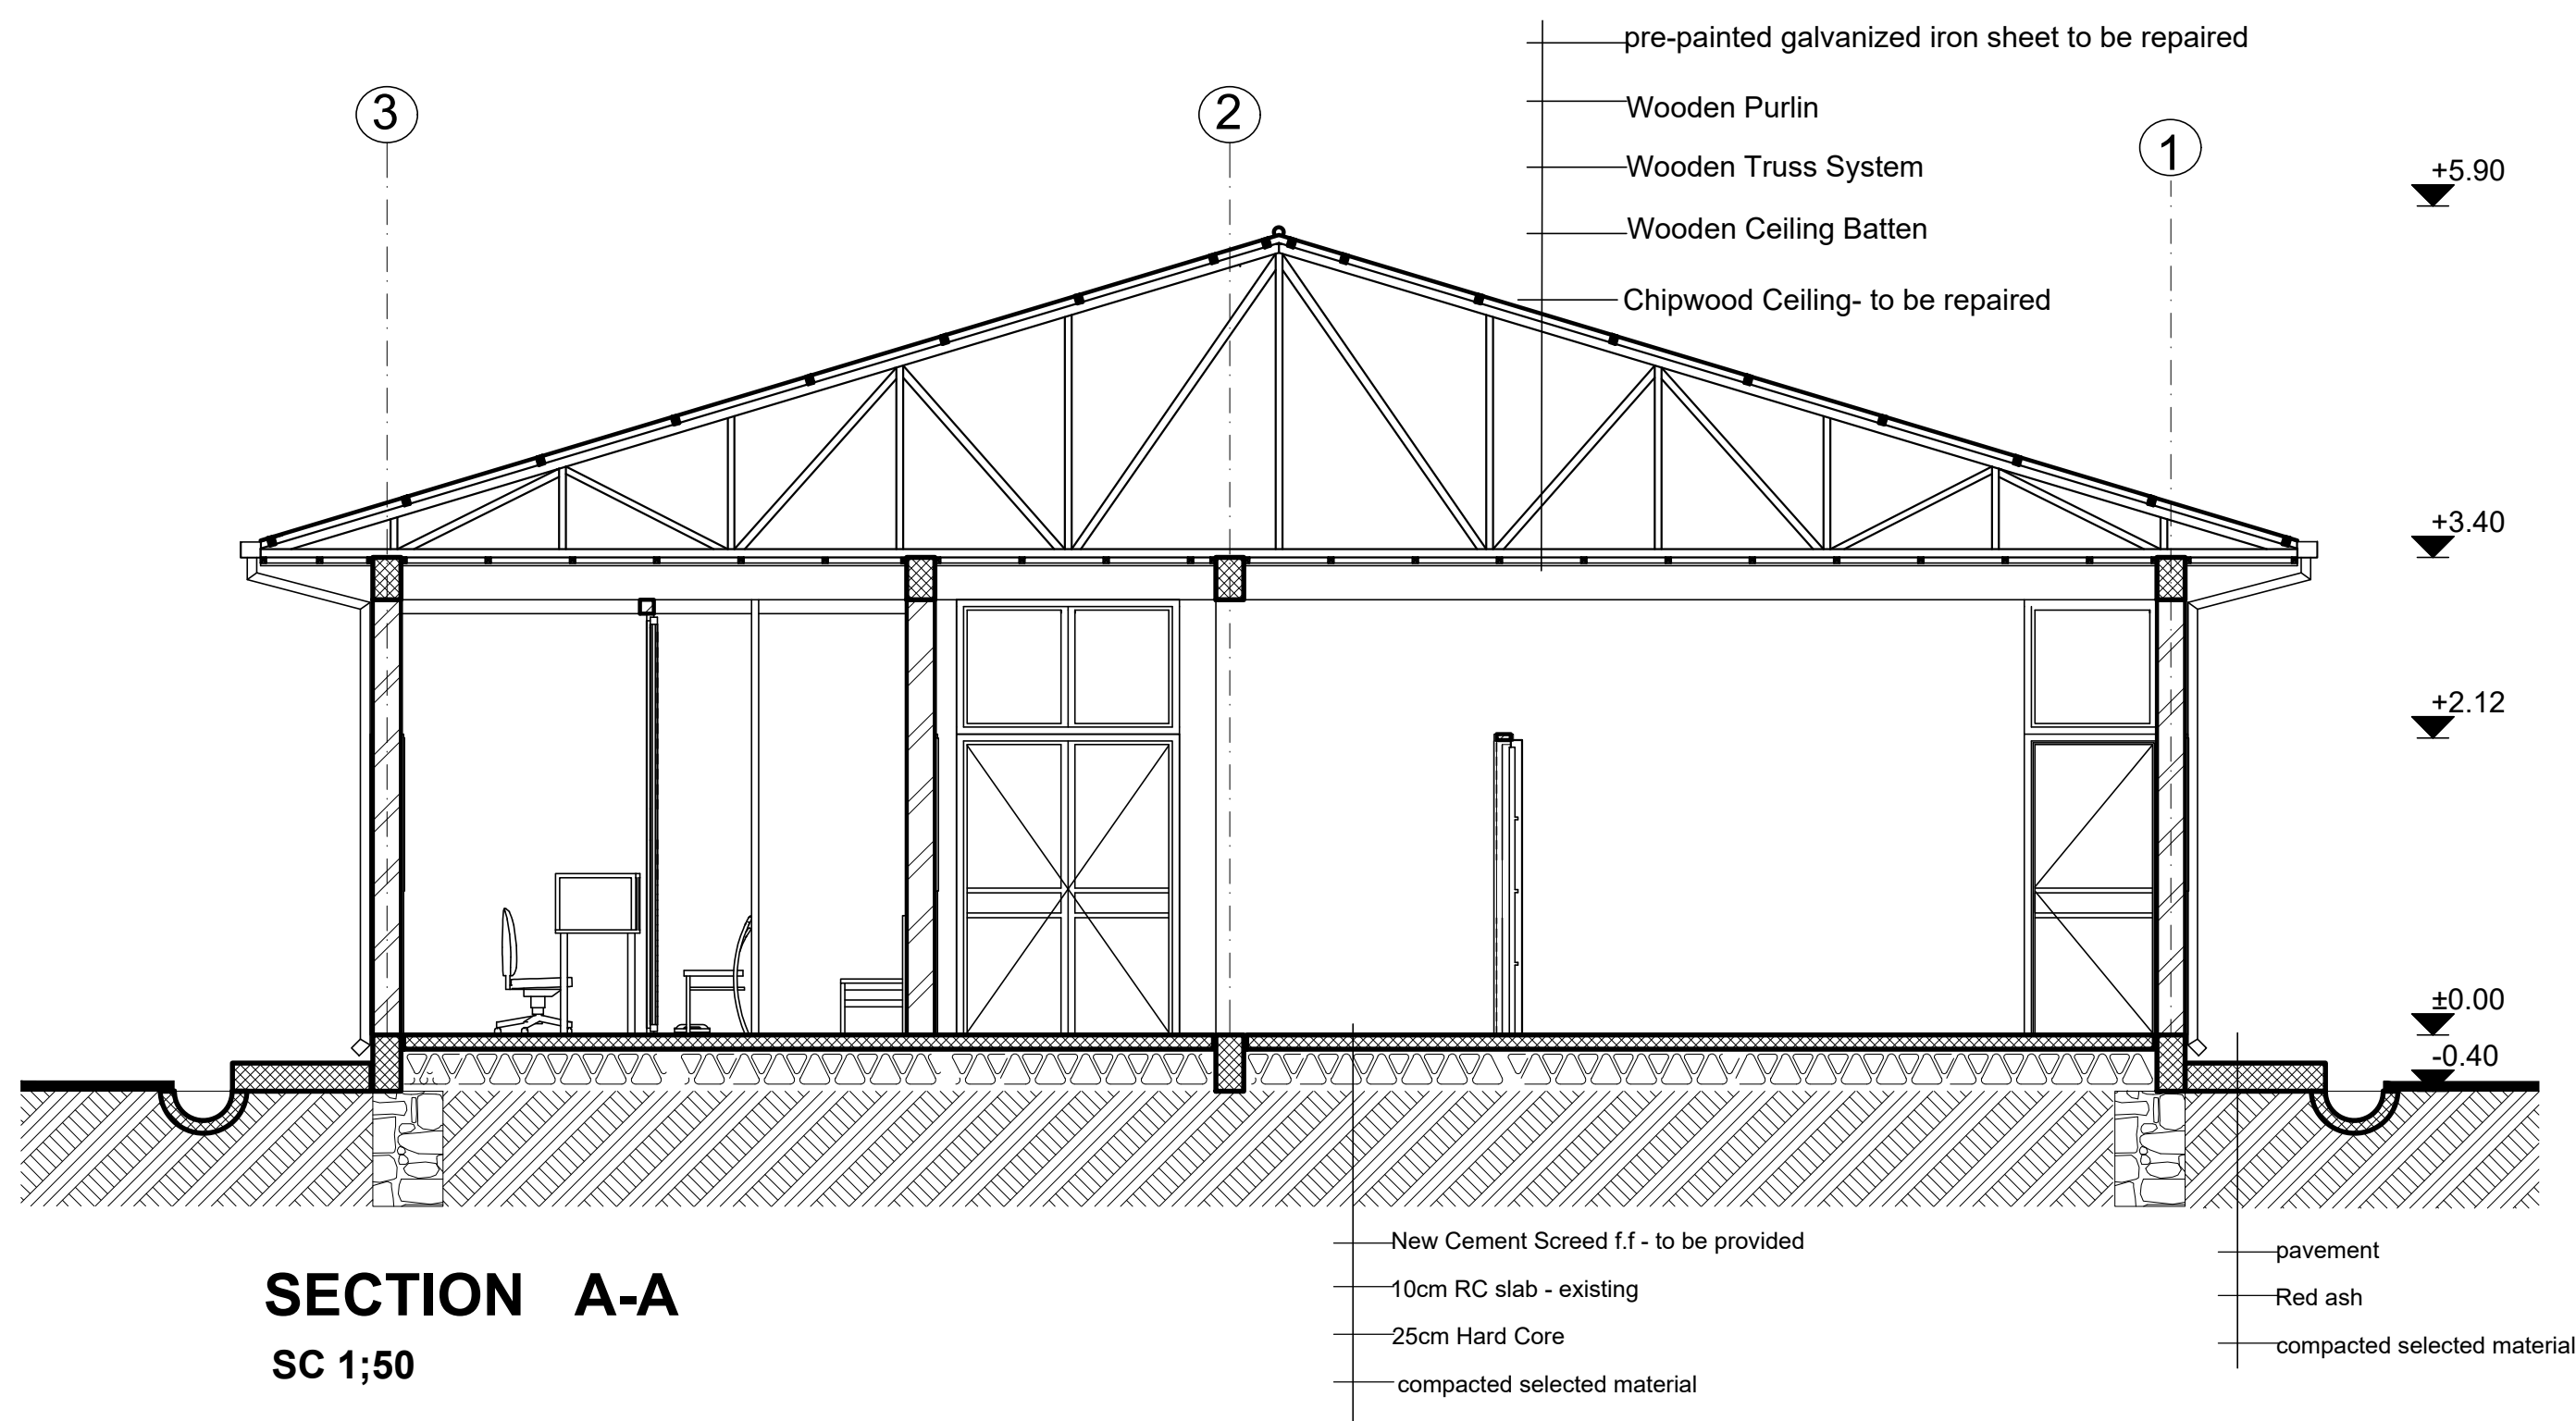 pre-painted galvanized iron sheet to be repaired
3
2
Wooden Purlin
1
Wooden Truss System
+5.90
Wooden Ceiling Batten
Chipwood Ceiling- to be repaired
+3.40
+2.12
±0.00
-0.40
New Cement Screed f.f - to be provided
10cm RC slab - existing
25cm Hard Core
compacted selected material
pavement
Red ash
compacted selected material
SECTION A-A
SC 1;50